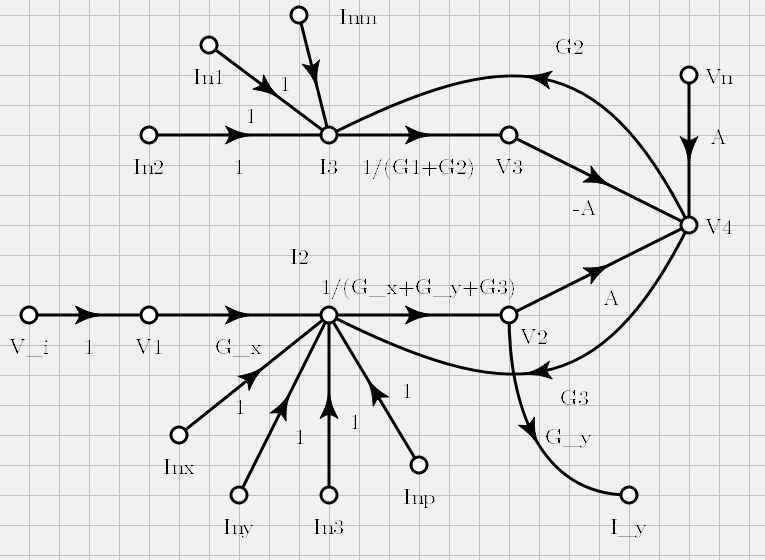 Inm
G2
In1
1
Vn
1
A
In2
1
I3
1/(G1+G2)
V3
-A
V4
I2
1/(G_x+G_y+G3)
A
V_i
1
V1
G_x
V2
1
1
1
1
G3
G_y
Inx
Inp
Iny
In3
I_y